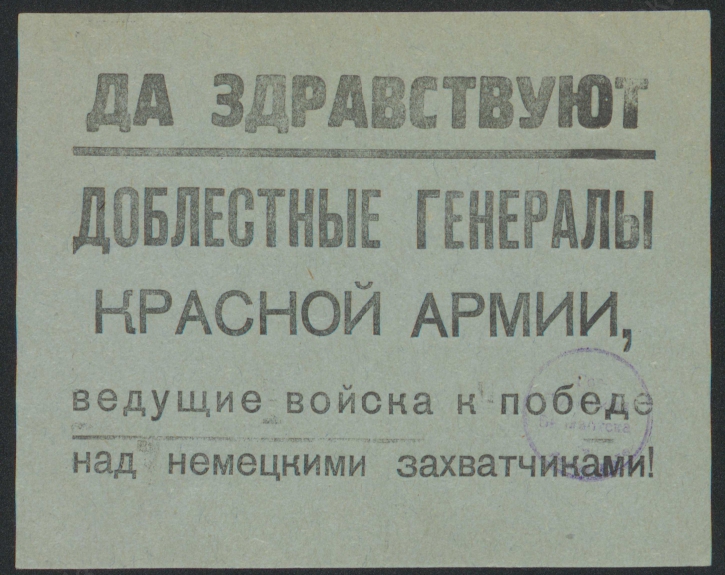 ДА ЗДРАВСТВУЮТ
ДОБЛЕСТНЫЕ ГЕНЕРАЛЫ
КРАСНОЙ АРМИИ,
ведущие войска к победе
над немецкими захватчиками!